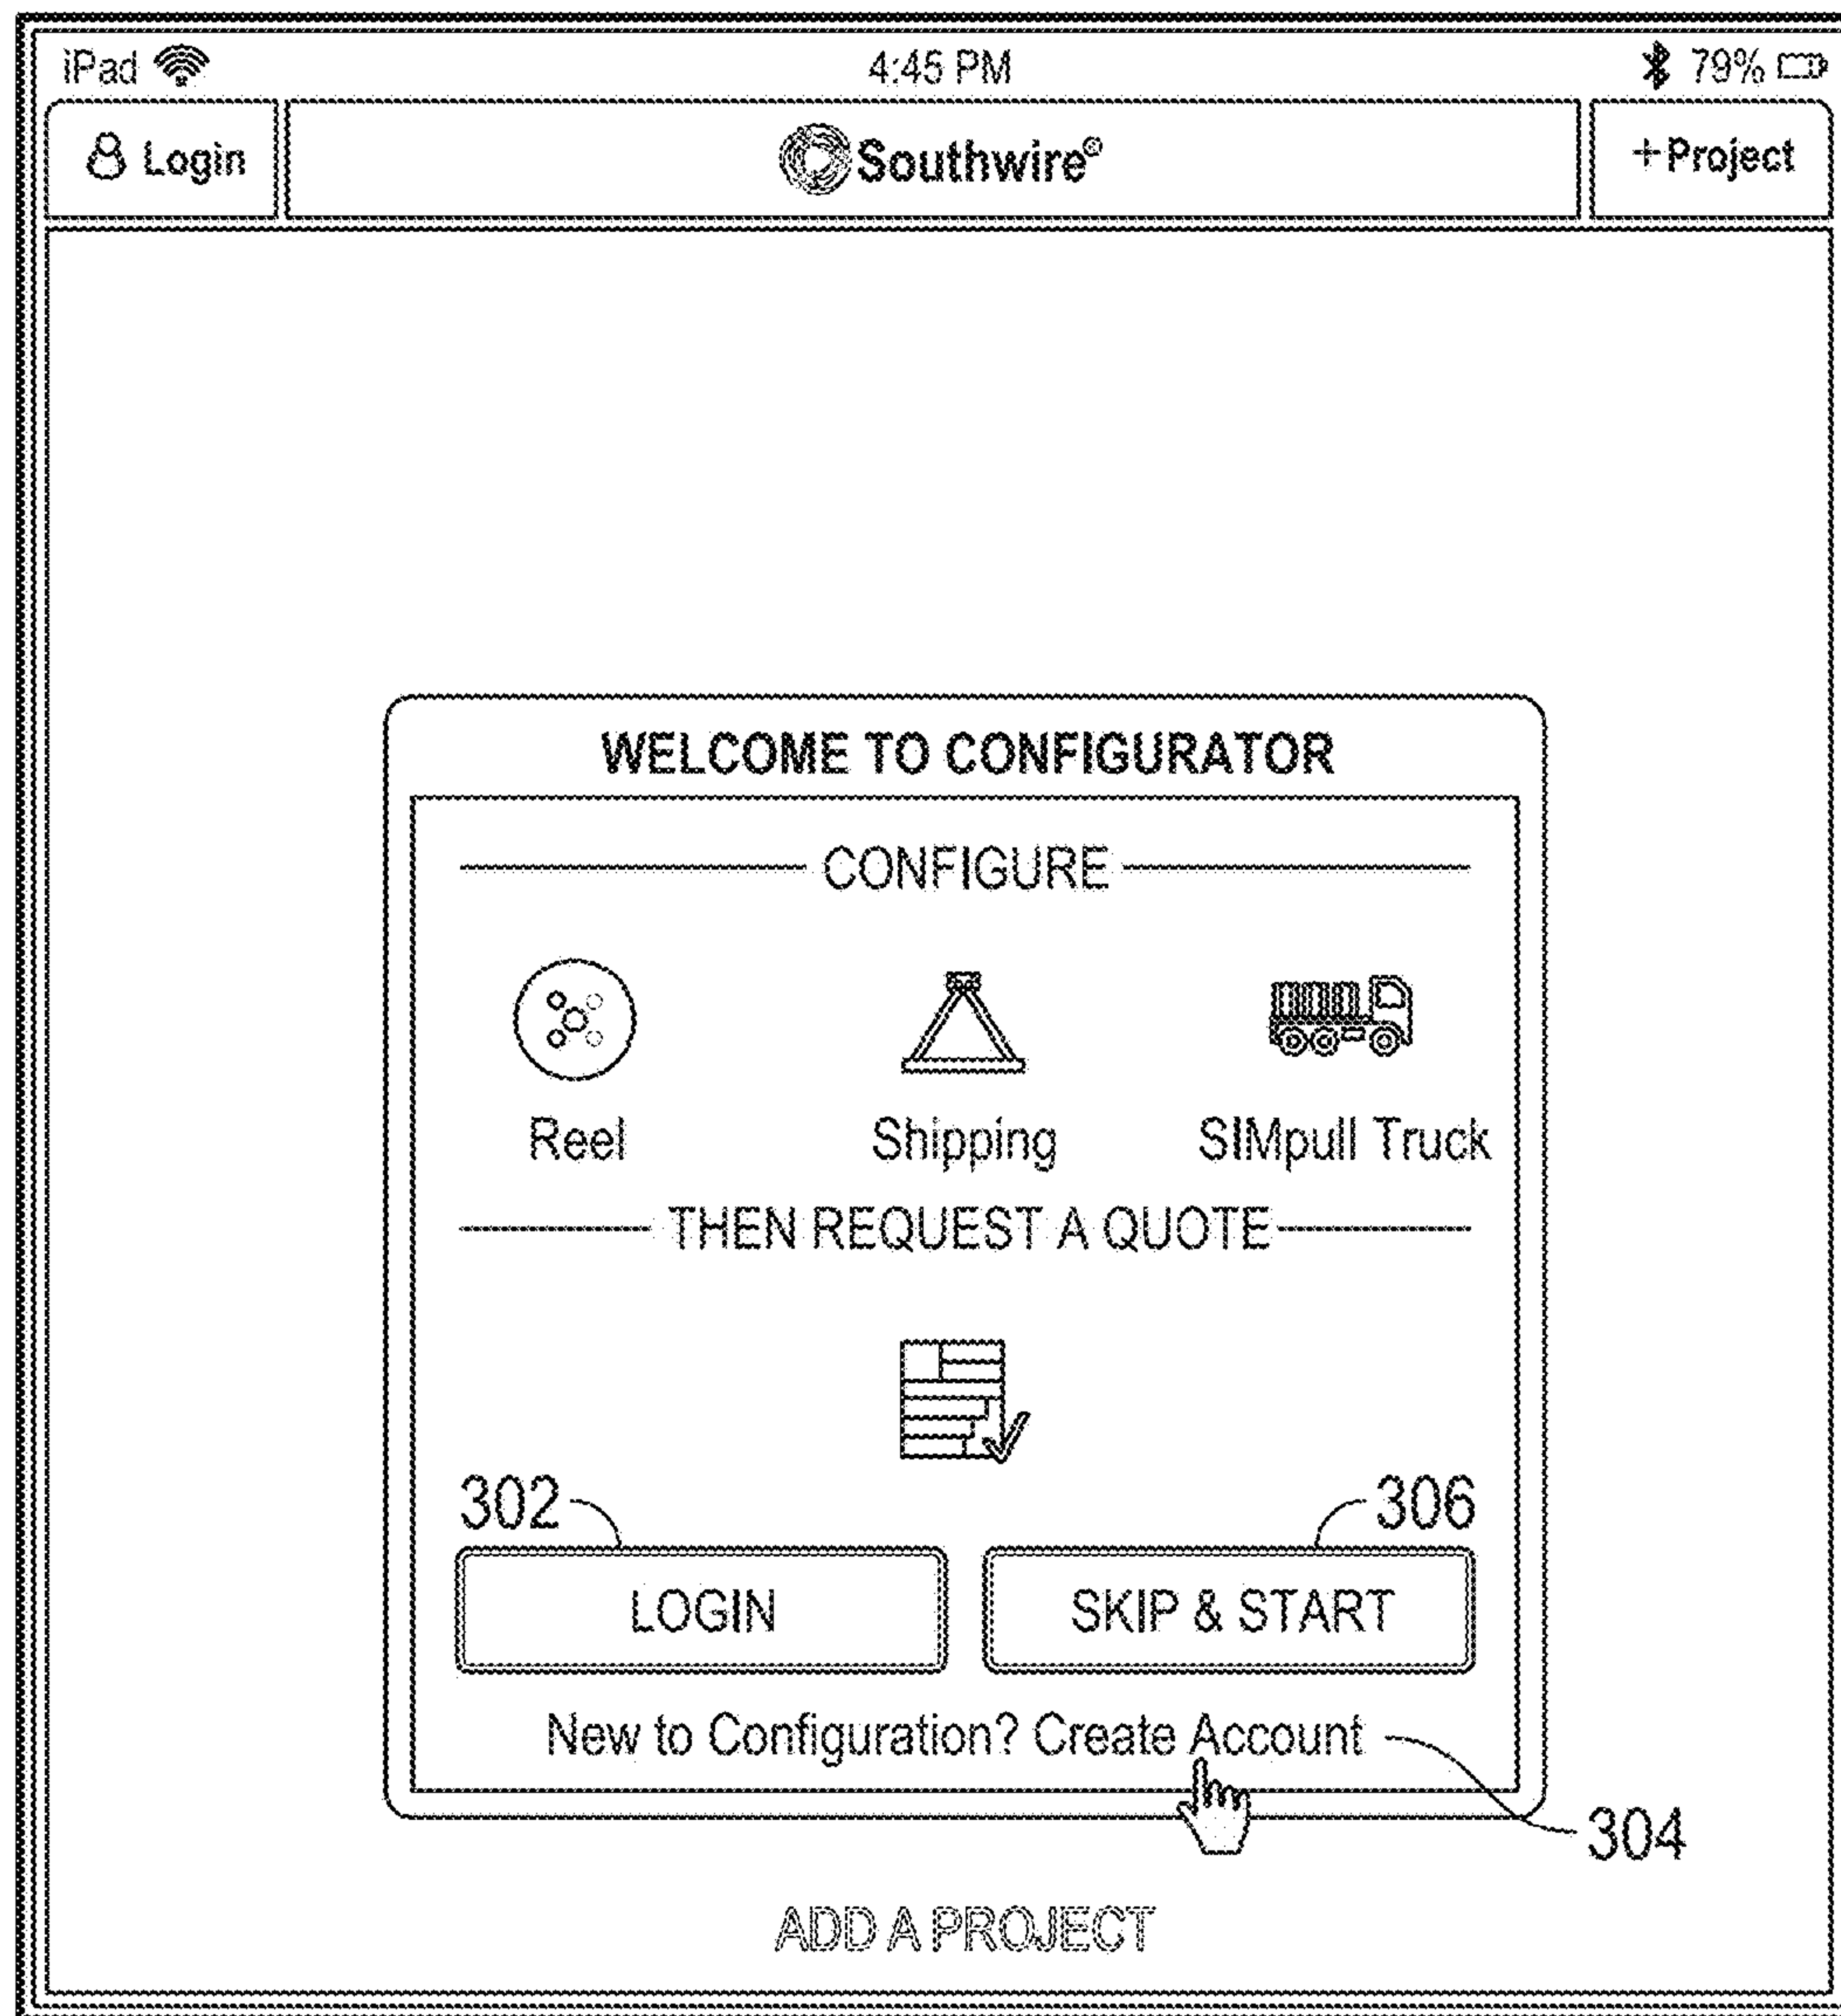 iPad 4:45 PM 79%
Login Southwire® +Project
WELCOME TO CONFIGURATOR
CONFIGURE
Reel Shipping SIMpull Truck
THEN REQUEST A QUOTE
302 306
LOGIN SKIP & START
New to Configuration? Create Account
304
ADD A PROJECT